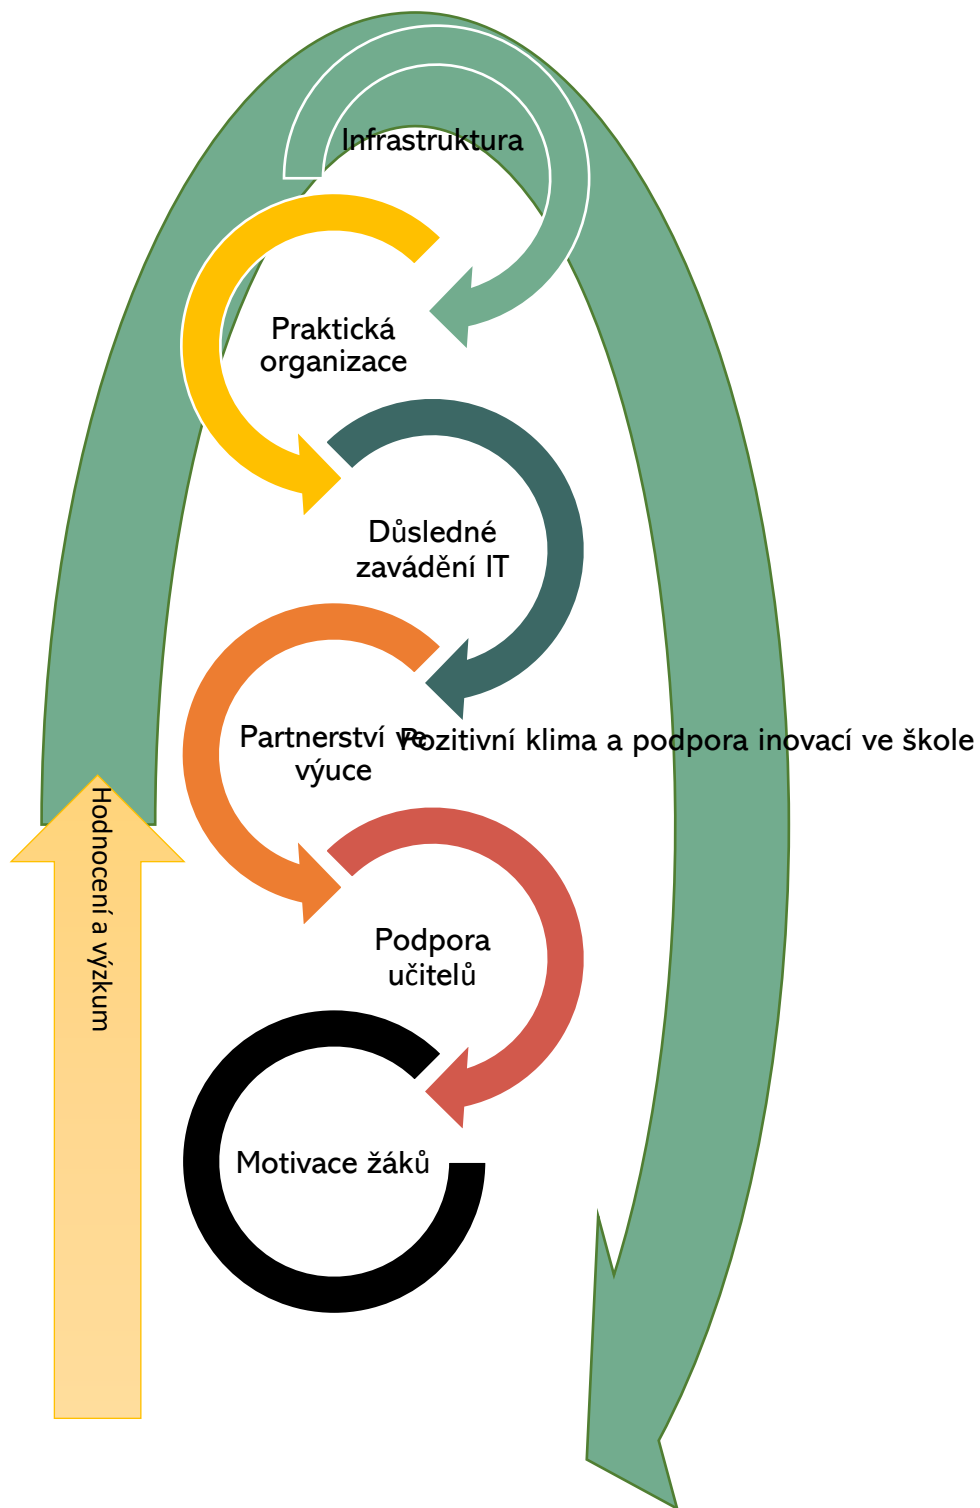 Infrastruktura
Praktická
organizace
Důsledné
zavádění IT
Partnerství ve
výuce
Pozitivní klima a podpora inovací ve škole
Hodnocení a výzkum
Podpora
učitelů
Motivace žáků